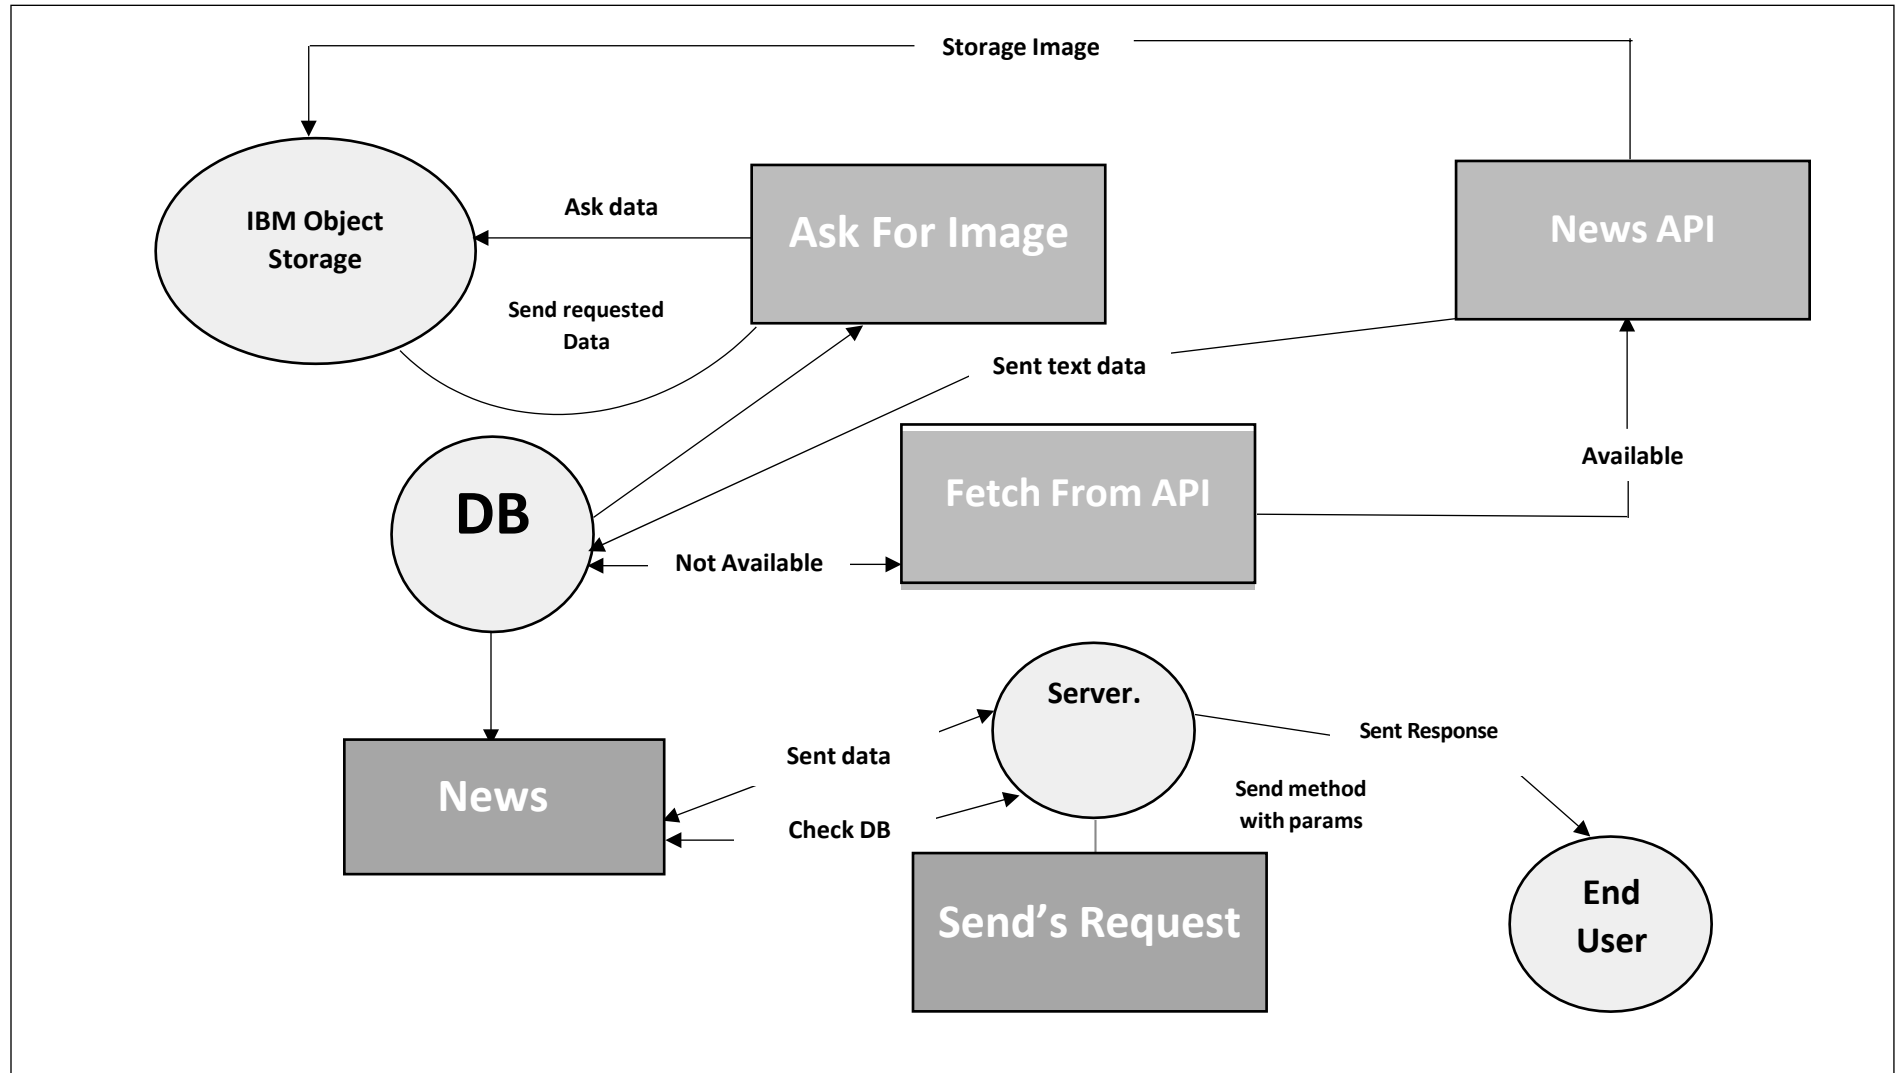 Storage Image
IBM Object
Storage
Ask data
Ask For Image
News API
Send requested
Data
Sent text data
DB
Fetch From API
Available
Not Available
Server.
Sent Response
Sent data
News
Send method
with params
Check DB
Send’s Request
End
User